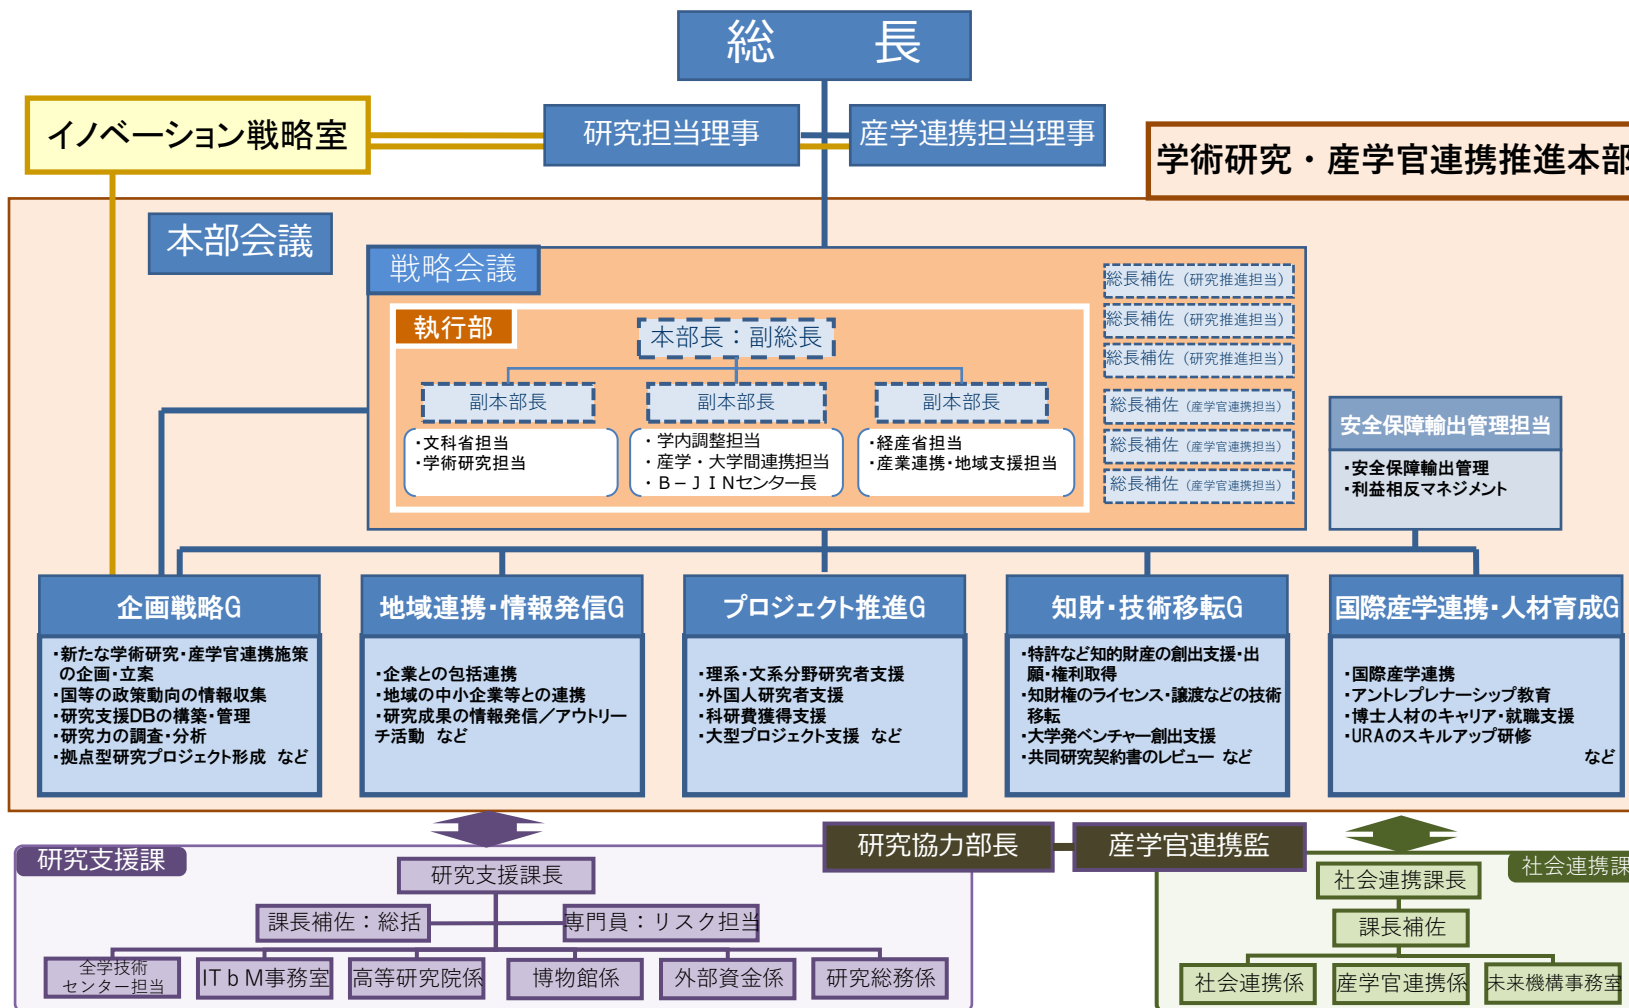 総　長
イノベーション戦略室
研究担当理事
産学連携担当理事
学術研究・産学官連携推進本部
本部会議
戦略会議
執行部
本部長：副総長
副本部長
副本部長
副本部長
・文科省担当
・学術研究担当
・学内調整担当
・産学・大学間連携担当
・Ｂ－ＪＩＮセンター長
・経産省担当
・産業連携・地域支援担当
総長補佐（研究推進担当）
総長補佐（研究推進担当）
総長補佐（研究推進担当）
総長補佐（産学官連携担当）
総長補佐（産学官連携担当）
総長補佐（産学官連携担当）
安全保障輸出管理担当
・安全保障輸出管理
・利益相反マネジメント
企画戦略G
・新たな学術研究・産学官連携施策
の企画・立案
・国等の政策動向の情報収集
・研究支援DBの構築・管理
・研究力の調査・分析
・拠点型研究プロジェクト形成 など
地域連携・情報発信G
・企業との包括連携
・地域の中小企業等との連携
・研究成果の情報発信／アウトリー
チ活動 など
プロジェクト推進G
・理系・文系分野研究者支援
・外国人研究者支援
・科研費獲得支援
・大型プロジェクト支援 など
知財・技術移転G
・特許など知的財産の創出支援・出
願・権利取得
・知財権のライセンス・譲渡などの技術
移転
・大学発ベンチャー創出支援
・共同研究契約書のレビュー など
国際産学連携・人材育成G
・国際産学連携
・アントレプレナーシップ教育
・博士人材のキャリア・就職支援
・URAのスキルアップ研修
など
研究協力部長
産学官連携監
研究支援課
研究支援課長
課長補佐：総括
専門員：リスク担当
全学技術
センター担当
ITｂM事務室
高等研究院係
博物館係
外部資金係
研究総務係
社会連携課
社会連携課長
課長補佐
社会連携係
産学官連携係
未来機構事務室